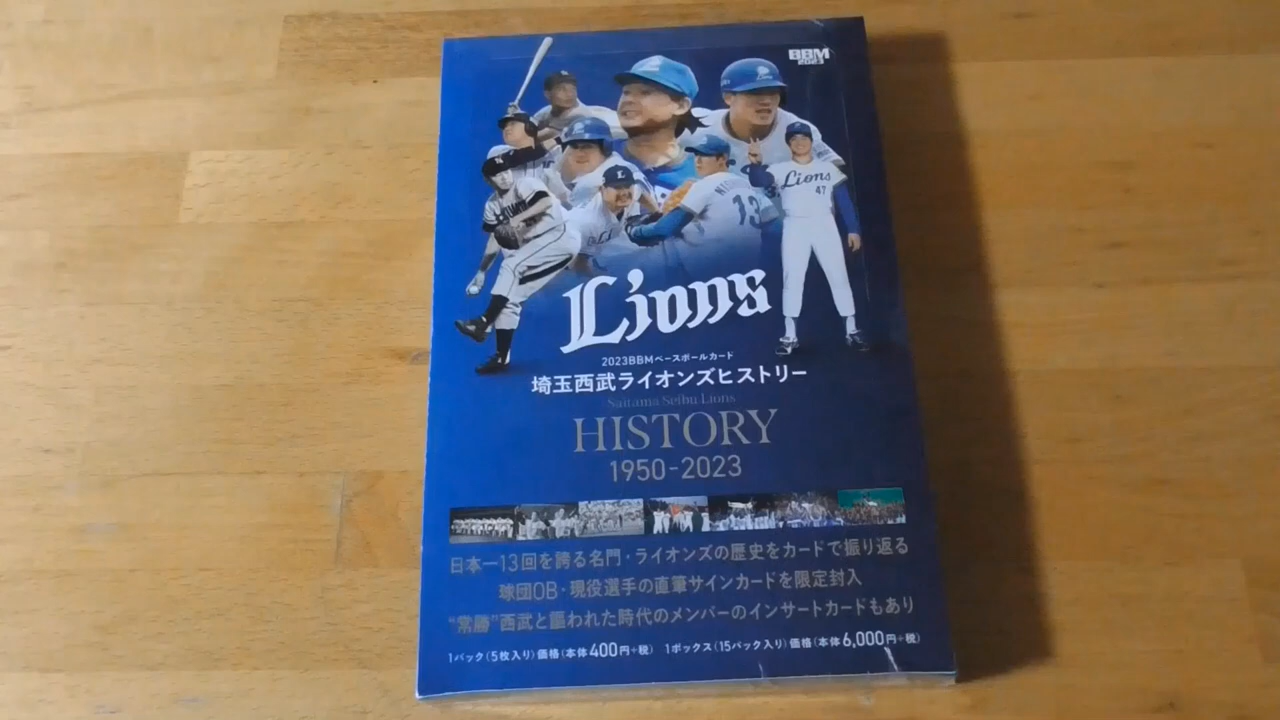 BBM
2023
Lions
47
13
Lions
2023BBMベースボールカード
埼玉西武ライオンズヒストリー
Saitama Seibu Lions
HISTORY
1950-2023
日本一13回を誇る名門・ライオンズの歴史をカードで振り返る
球団OB・現役選手の直筆サインカードを限定封入
“常勝”西武と謳われた時代のメンバーのインサートカードもあり
1パック(5枚入り)価格(本体400円+税) 1ボックス(15パック入り)価格(本体6,000円+税)